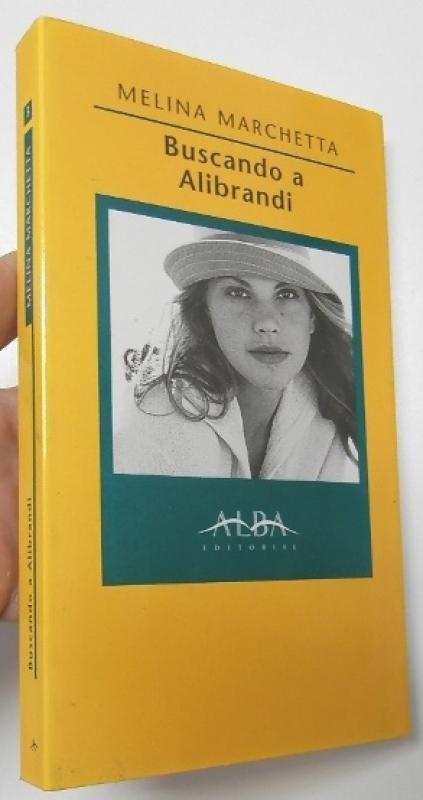 MELINA MARCHETTA
Buscando a
Alibrandi
ALBA
EDITORIAL
MELINA MARCHETTA
Buscando a Alibrandi